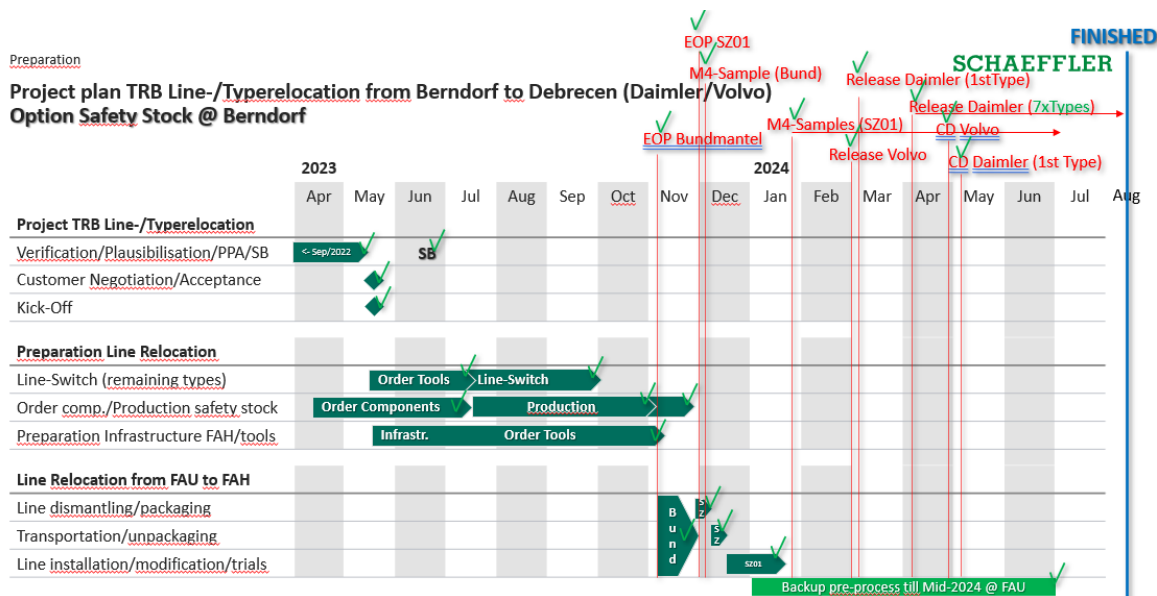 Preparation
Project plan TRB Line-/Typerelocation from Berndorf to Debrecen (Daimler/Volvo)
Option Safety Stock @ Berndorf
EOP SZ01
M4-Sample (Bund)
EOP Bundmantel
M4-Samples (SZ01)
Release Daimler (1stType)
Release Daimler (7xTypes)
CD Volvo
Release Volvo
CD Daimler (1st Type)
SCHAEFFLER
FINISHED
2023
2024
Apr May Jun Jul Aug Sep Oct Nov Dec Jan Feb Mar Apr May Jun Jul Aug
Project TRB Line-/Typerelocation
Verification/Plausibilisation/PPA/SB
<- Sep/2022
SB
Customer Negotiation/Acceptance
Kick-Off
Preparation Line Relocation
Line-Switch (remaining types)
Order Tools
Line-Switch
Order comp./Production safety stock
Order Components
Production
Preparation Infrastructure FAH/tools
Infrastr.
Order Tools
Line Relocation from FAU to FAH
Line dismantling/packaging
Bund
SZ
Transportation/unpackaging
SZ
Line installation/modification/trials
SZ01
Backup pre-process till Mid-2024 @ FAU